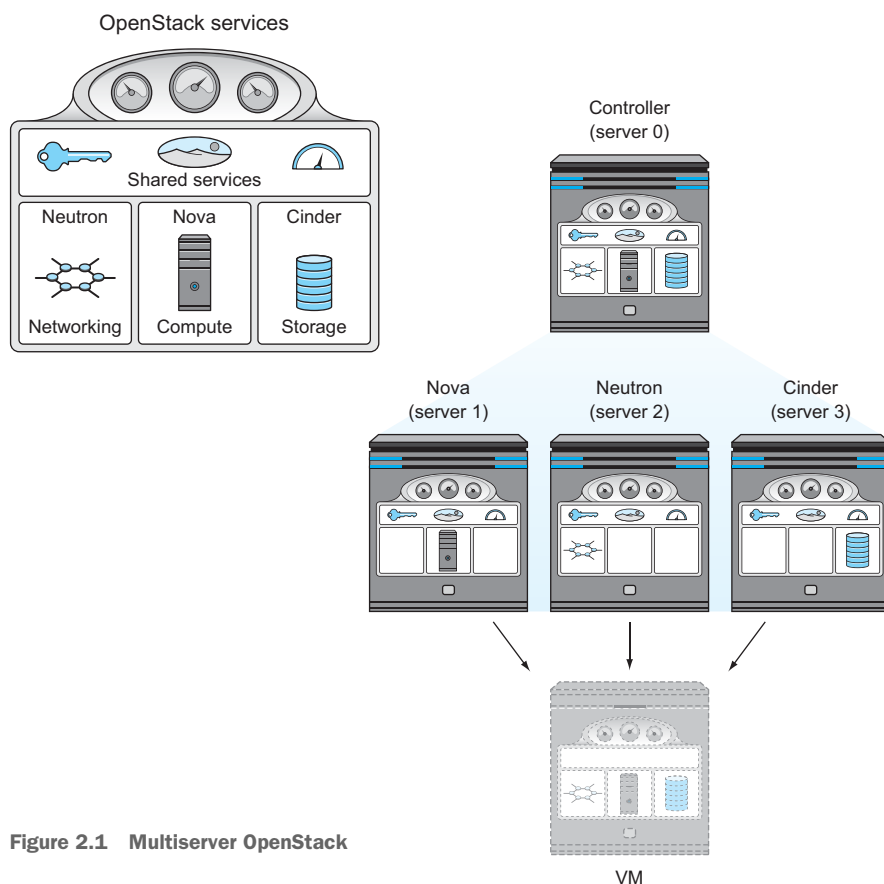 OpenStack services
Shared services
Neutron
Nova
Cinder
Networking
Compute
Storage
Controller
(server 0)
Nova
(server 1)
Neutron
(server 2)
Cinder
(server 3)
VM
Figure 2.1 Multiserver OpenStack